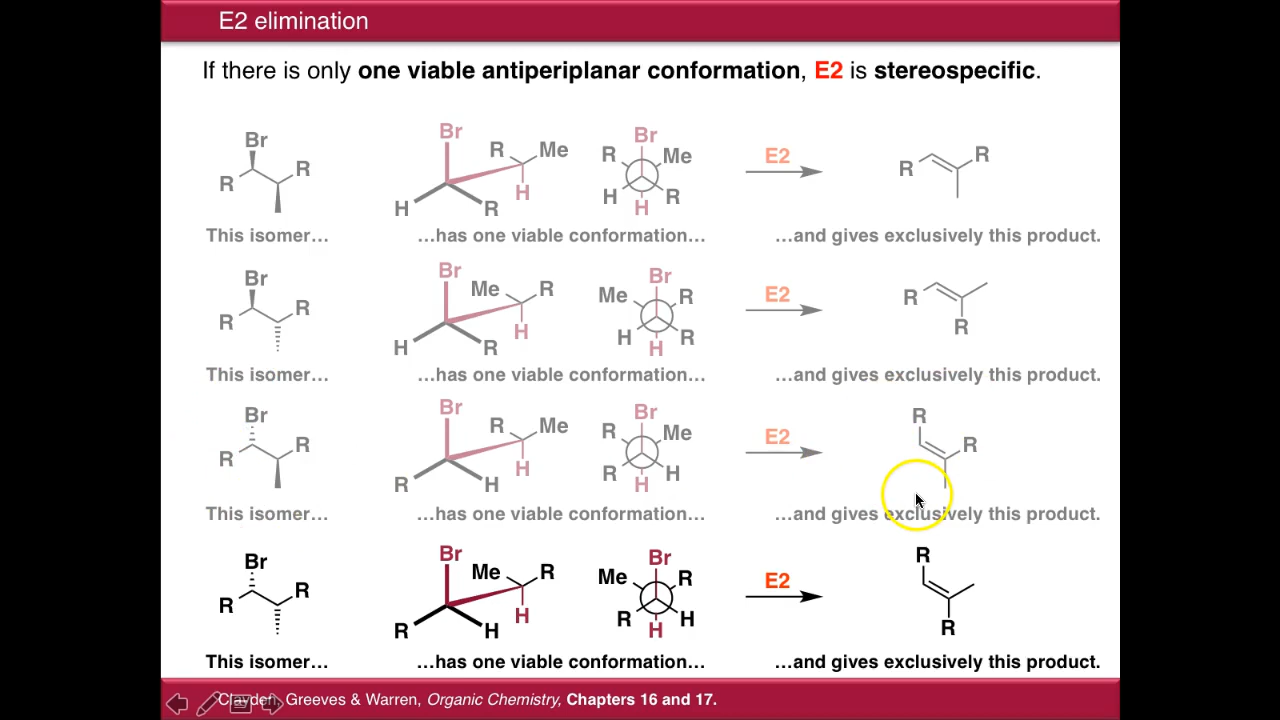 E2 elimination
If there is only one viable antiperiplanar conformation, E2 is stereospecific.
Br R R
Br R Me H H R
Br R Me H R H
E2
R R
This isomer… …has one viable conformation… …and gives exclusively this product.
Br R R
Br Me R H H R
Br Me R H R H
E2
R R
This isomer… …has one viable conformation… …and gives exclusively this product.
Br R R
Br R Me H R H
Br R Me R H H
E2
R R
This isomer… …has one viable conformation… …and gives exclusively this product.
Br R R
Br Me R H R H
Br Me R R H H
E2
R R
This isomer… …has one viable conformation… …and gives exclusively this product.
Clayden, Greeves & Warren, Organic Chemistry, Chapters 16 and 17.